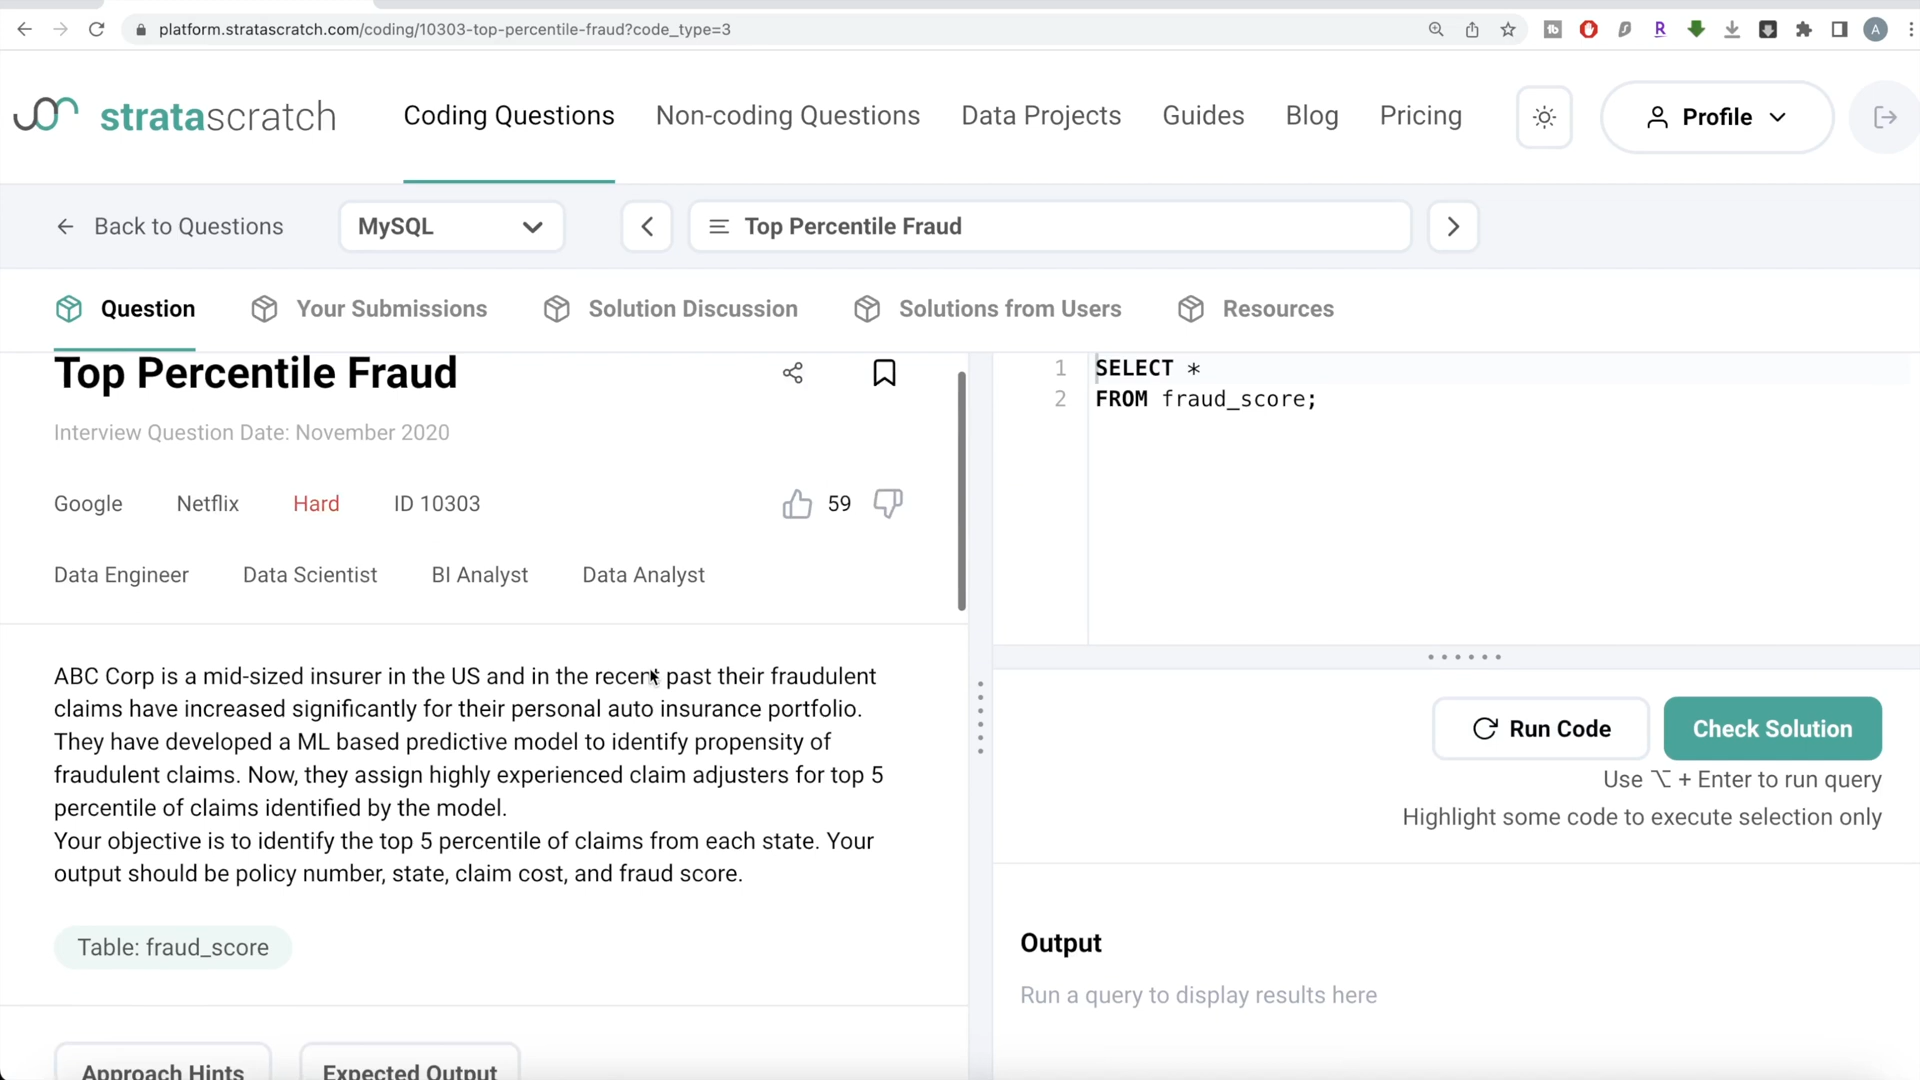 platform.stratascratch.com/coding/10303-top-percentile-fraud?code_type=3
tb
R
A
stratascratch
Coding Questions
Non-coding Questions
Data Projects
Guides
Blog
Pricing
Profile
Back to Questions
MySQL
Top Percentile Fraud
Question
Your Submissions
Solution Discussion
Solutions from Users
Resources
Top Percentile Fraud
Interview Question Date: November 2020
Google Netflix Hard ID 10303
59
Data Engineer Data Scientist BI Analyst Data Analyst
ABC Corp is a mid-sized insurer in the US and in the recent past their fraudulent
claims have increased significantly for their personal auto insurance portfolio.
They have developed a ML based predictive model to identify propensity of
fraudulent claims. Now, they assign highly experienced claim adjusters for top 5
percentile of claims identified by the model.
Your objective is to identify the top 5 percentile of claims from each state. Your
output should be policy number, state, claim cost, and fraud score.
Table: fraud_score
Approach Hints
Expected Output
1 SELECT *
2 FROM fraud_score;
Run Code
Check Solution
Use ⌥ + Enter to run query
Highlight some code to execute selection only
Output
Run a query to display results here